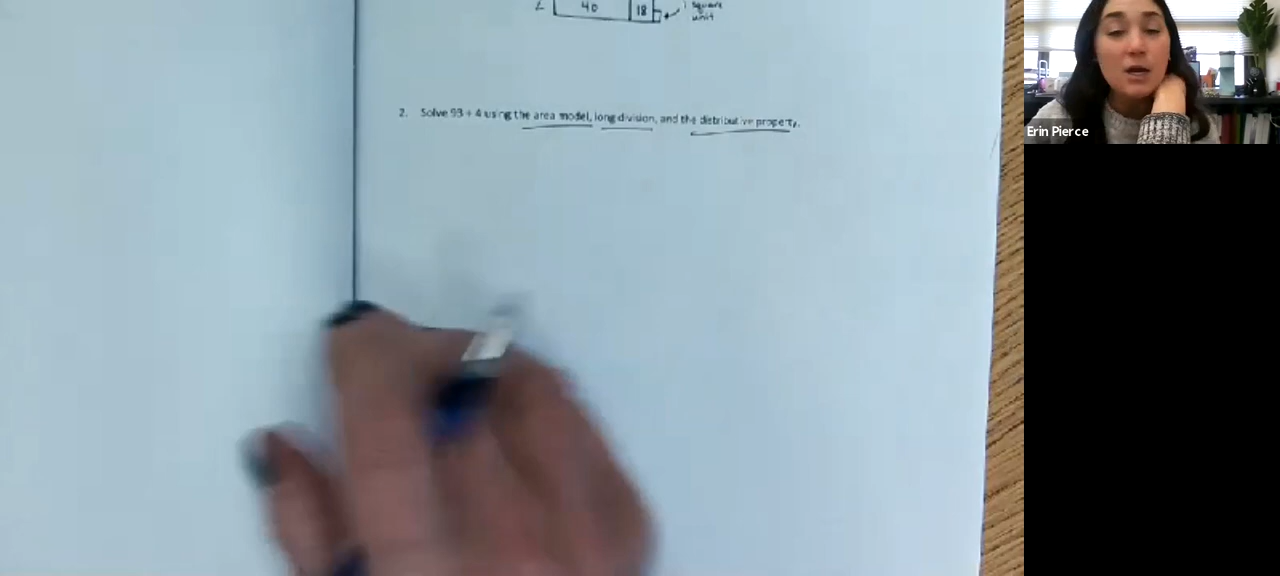 2 40 18 1 square
unit
2. Solve 93 ÷ 4 using the area model, long division, and the distributive property.
Erin Pierce